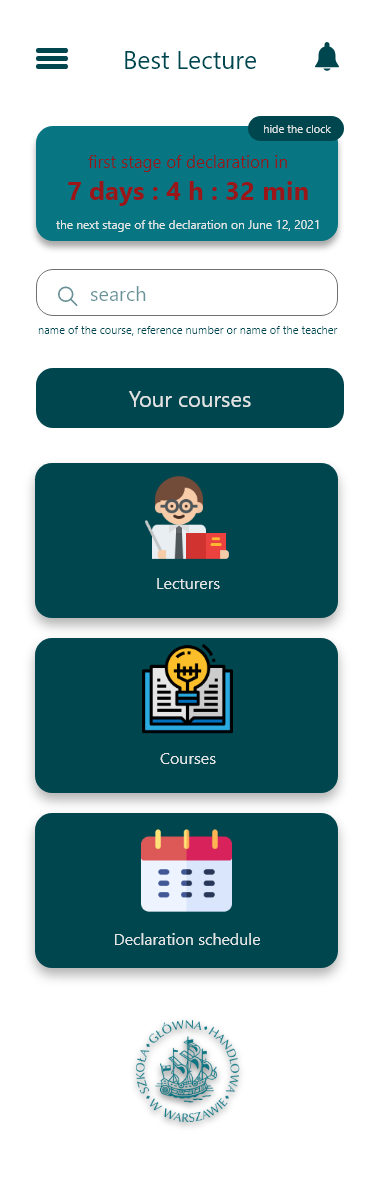 Best Lecture
hide the clock
first stage of declaration in
7 days : 4 h : 32 min
the next stage of the declaration on June 12, 2021
search
name of the course, reference number or name of the teacher
Your courses
Lecturers
Courses
Declaration schedule
SZKOŁA • GŁÓWNA • HANDLOWA • W WARSZAWIE •